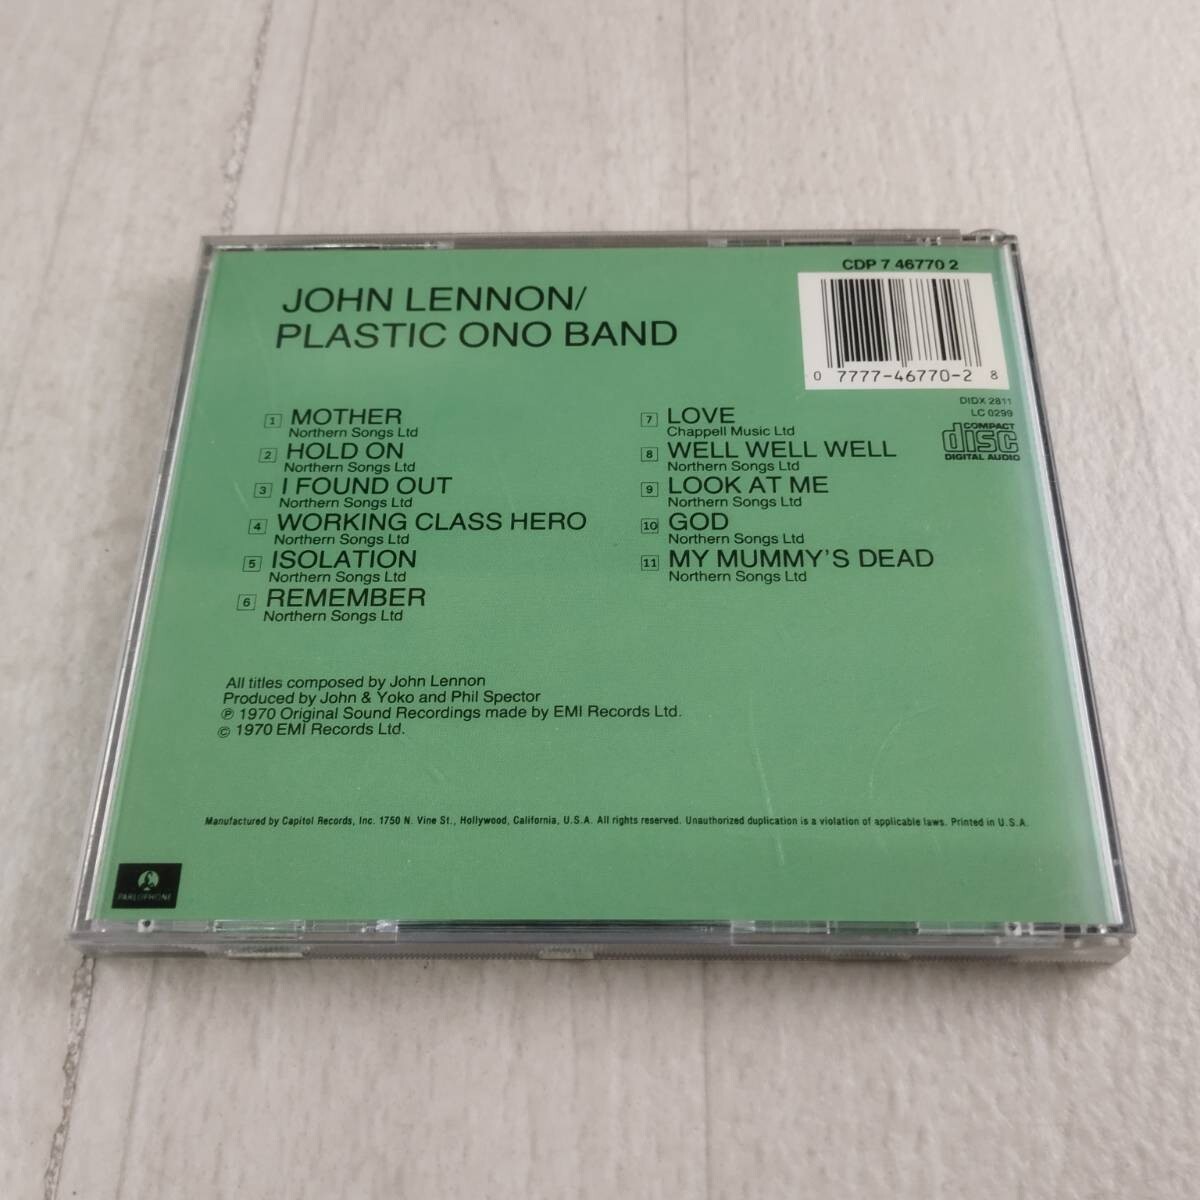 CDP 7 46770 2
JOHN LENNON/
PLASTIC ONO BAND
0 7777-46770-2 8
DIDX 2811
LC 0299
COMPACT
disc
DIGITAL AUDIO
1 MOTHER
Northern Songs Ltd
2 HOLD ON
Northern Songs Ltd
3 I FOUND OUT
Northern Songs Ltd
4 WORKING CLASS HERO
Northern Songs Ltd
5 ISOLATION
Northern Songs Ltd
6 REMEMBER
Northern Songs Ltd
7 LOVE
Chappell Music Ltd
8 WELL WELL WELL
Northern Songs Ltd
9 LOOK AT ME
Northern Songs Ltd
10 GOD
Northern Songs Ltd
11 MY MUMMY'S DEAD
Northern Songs Ltd
All titles composed by John Lennon
Produced by John & Yoko and Phil Spector
℗ 1970 Original Sound Recordings made by EMI Records Ltd.
© 1970 EMI Records Ltd.
Manufactured by Capitol Records, Inc. 1750 N. Vine St., Hollywood, California, U.S.A. All rights reserved. Unauthorized duplication is a violation of applicable laws. Printed in U.S.A.
£
PARLOPHONE